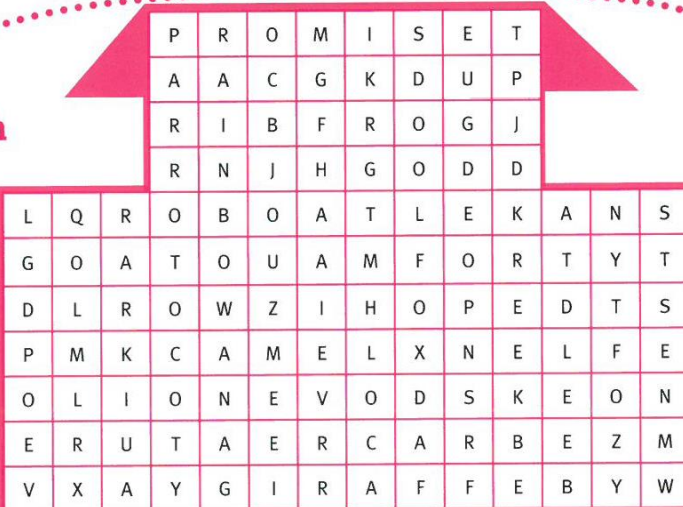 P R O M I S E T
A A C G K D U P
R I B F R O G J
R N J H G O D D
L Q R O B O A T L E K A N S
G O A T O U A M F O R T Y T
D L R O W Z I H O P E D T S
P M K C A M E L X N E L F E
O L I O N E V O D S K E O N
E R U T A E R C A R B E Z M
V X A Y G I R A F F E B Y W